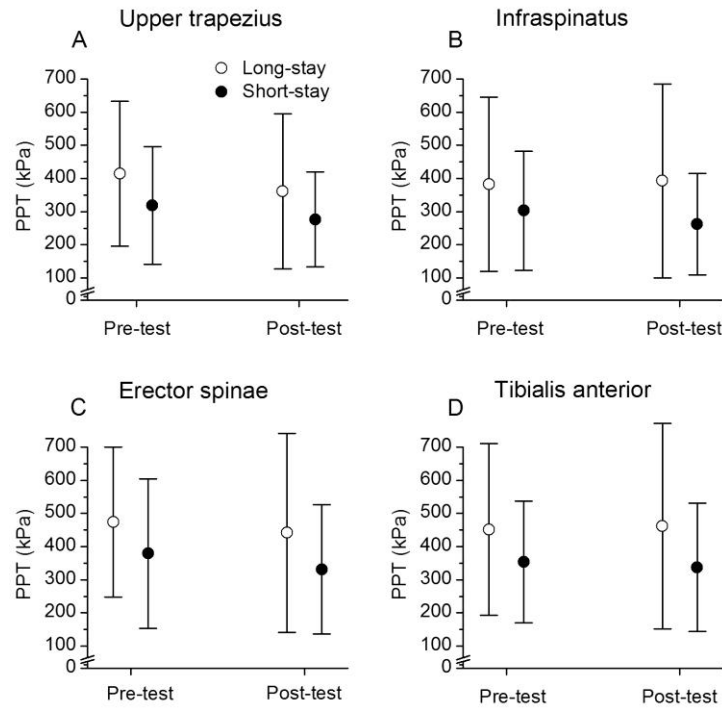 Upper trapezius
A
Long-stay
Short-stay
PPT (kPa)
700
600
500
400
300
200
100
0
Pre-test
Post-test
Infraspinatus
B
PPT (kPa)
700
600
500
400
300
200
100
0
Pre-test
Post-test
Erector spinae
C
PPT (kPa)
700
600
500
400
300
200
100
0
Pre-test
Post-test
Tibialis anterior
D
PPT (kPa)
700
600
500
400
300
200
100
0
Pre-test
Post-test